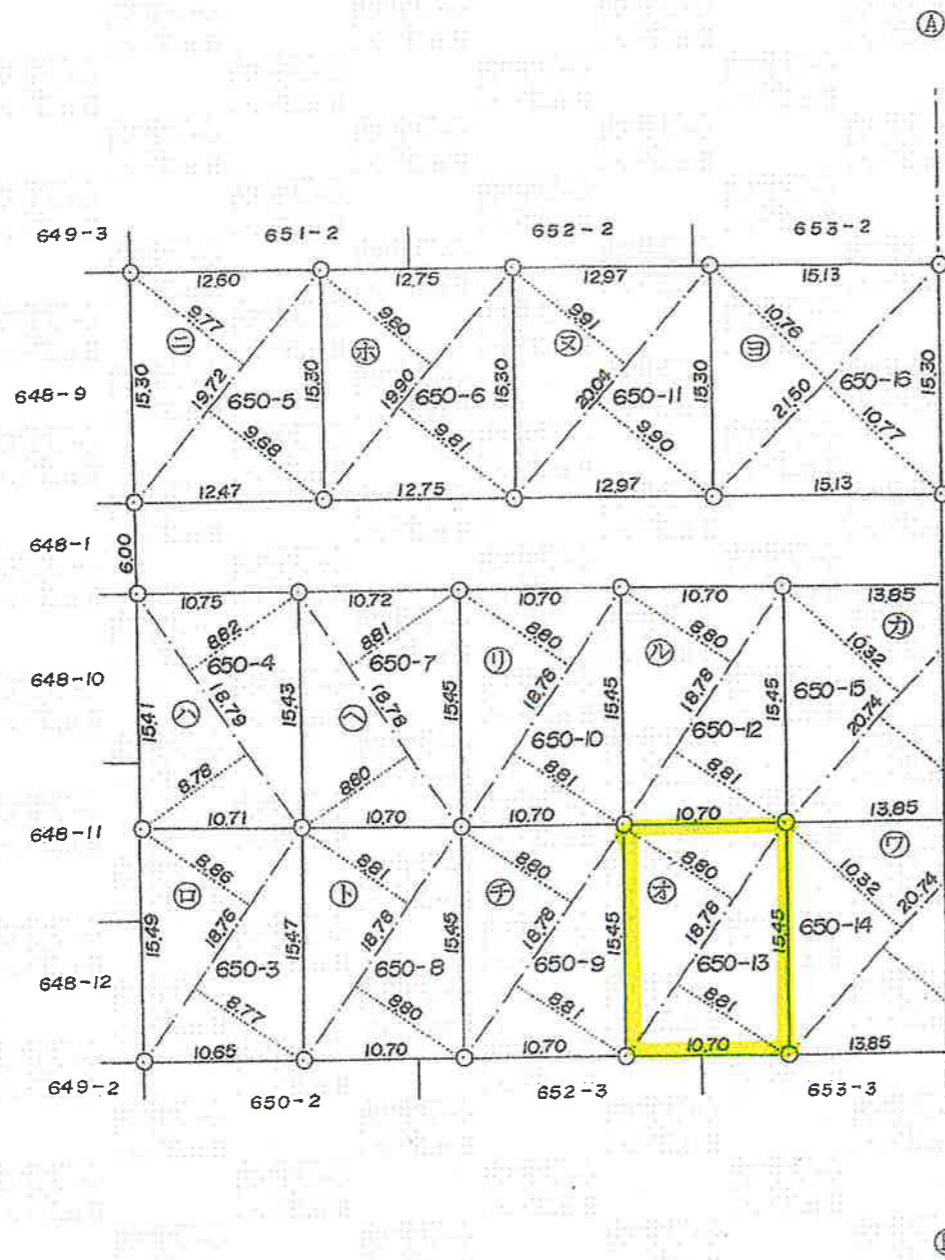 Ⓐ
649-3 651-2 652-2 653-2
12.60 12.75 12.97 15.13
9.77 9.80 9.91 10.76
㊁ ㋭ ㋦ ㋵
648-9 15.30 19.72 650-5 15.30 19.90 650-6 15.30 20.04 650-11 15.30 21.50 650-16 15.30
9.68 9.81 9.90 10.77
12.47 12.75 12.97 15.13
648-1 6.00
10.75 10.72 10.70 10.70 13.85
8.82 8.81 8.80 8.80 10.32
650-4 650-7 ㋷ ㋸ ㋕
648-10 15.41 ㋩ 18.79 15.43 ㋬ 18.78 15.45 18.78 15.45 18.78 15.45 650-15 20.74
650-10 650-12
8.78 8.80 8.81 8.81
648-11 10.71 10.70 10.70 10.70 13.85
8.86 8.81 8.80 8.80 10.32
㋺ ㋣ ㋠ ㋔ ㋻
15.49 18.76 15.47 18.78 15.45 18.78 15.45 18.78 15.45 650-14 20.74
648-12 650-3 650-8 650-9 650-13
8.77 8.80 8.81 8.81
10.65 10.70 10.70 10.70 13.85
649-2 650-2 652-3 653-3